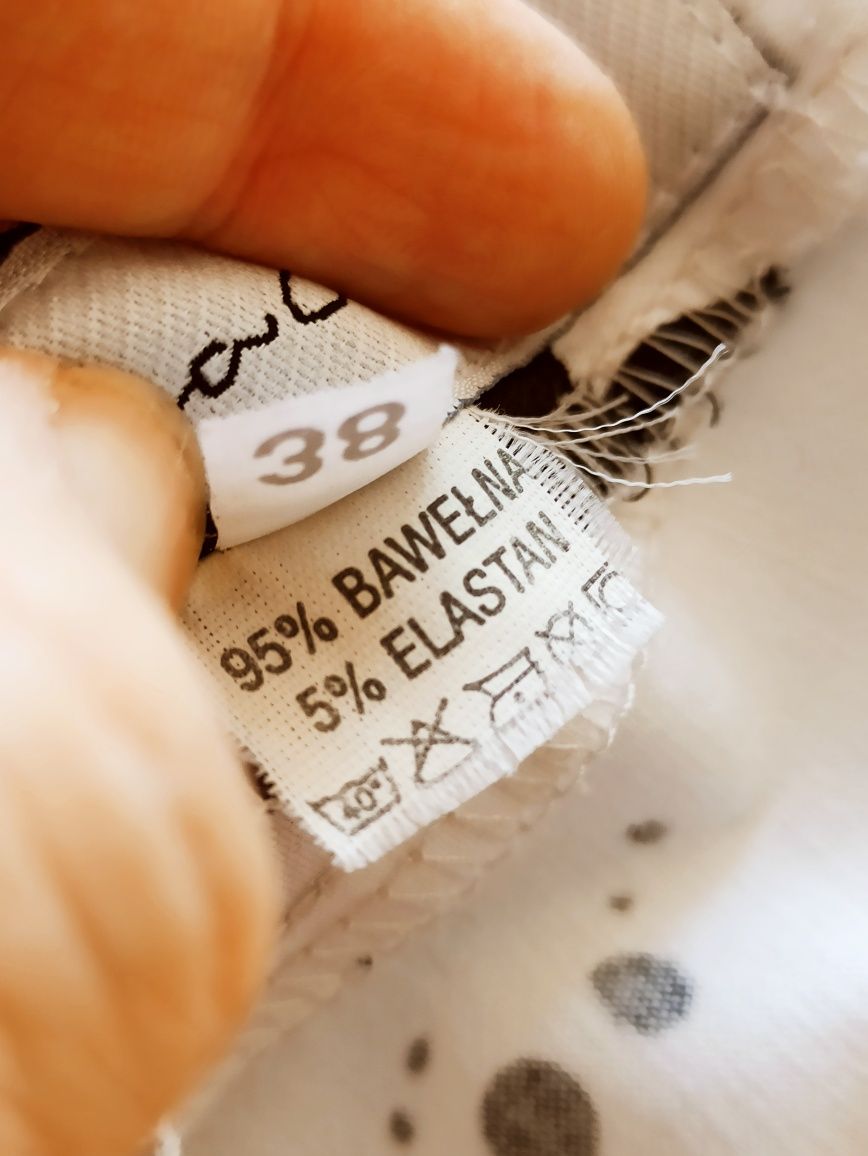 38
95% BAWEŁNA
5% ELASTAN
40°